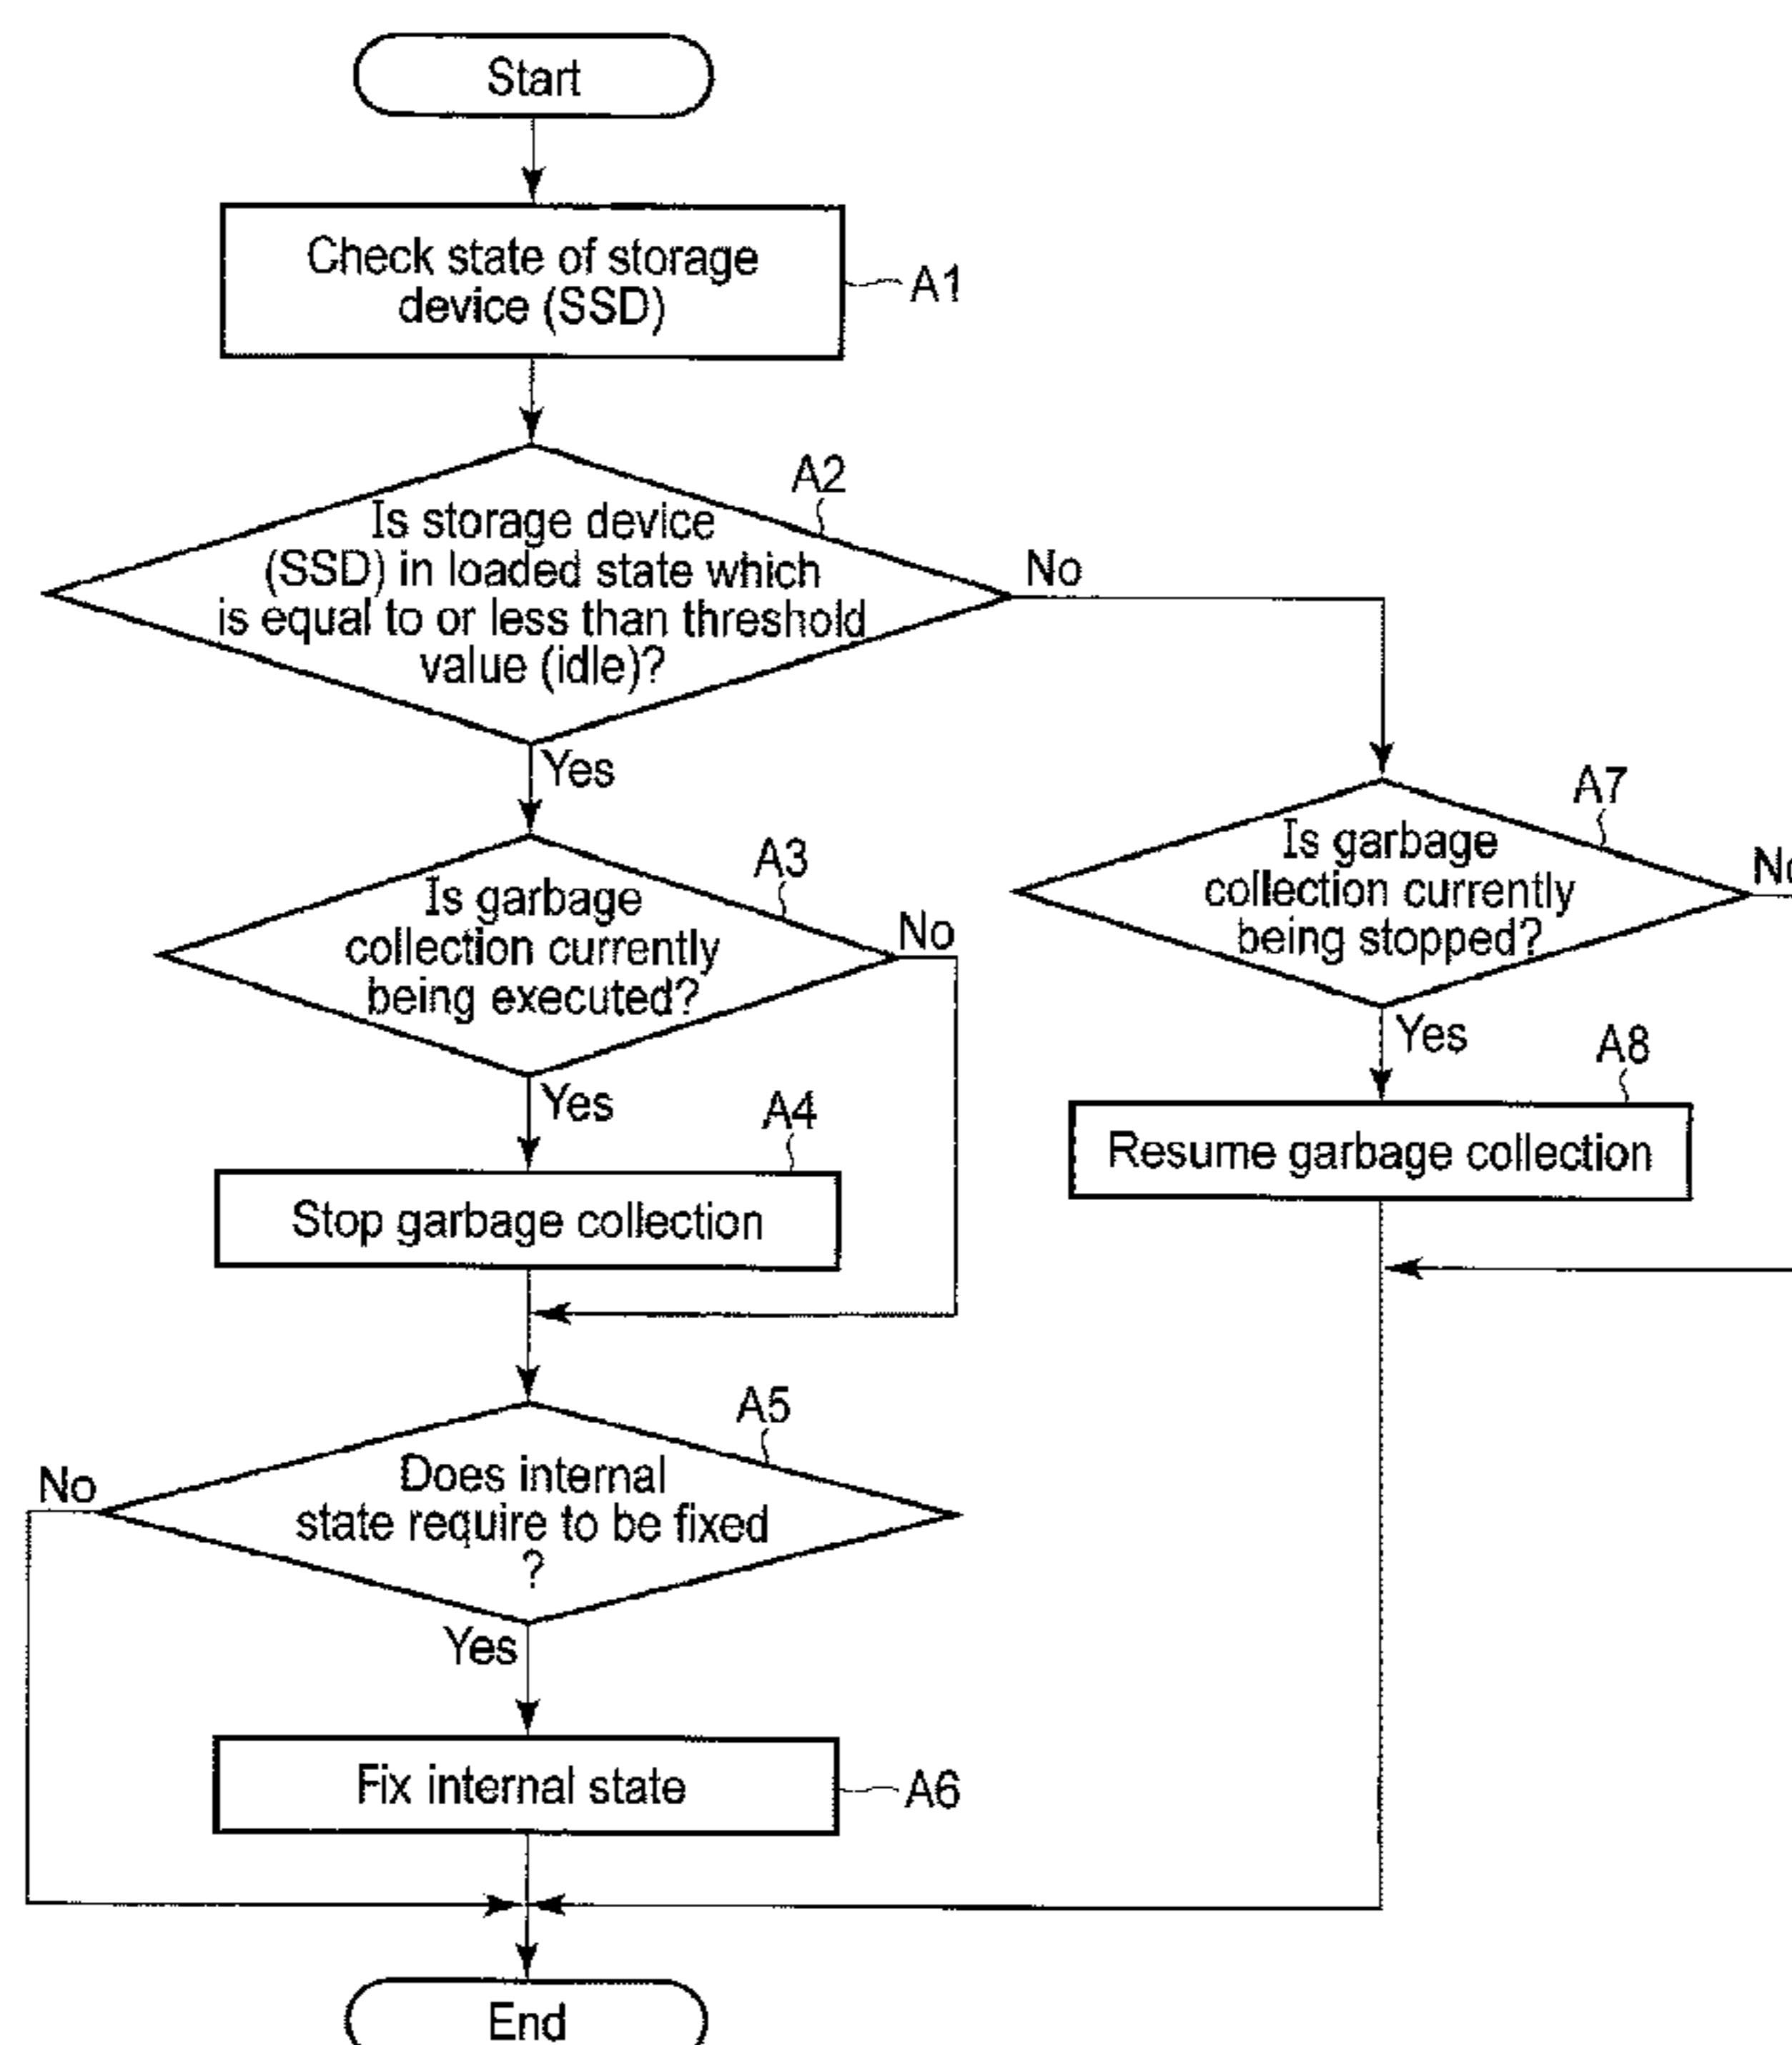 Start
Check state of storage
device (SSD)
A1
A2
Is storage device
(SSD) in loaded state which
is equal to or less than threshold
value (idle)?
No
Yes
A3
Is garbage
collection currently
being executed?
No
Yes
A4
Stop garbage collection
A5
Does internal
state require to be fixed
?
No
Yes
Fix internal state
A6
A7
Is garbage
collection currently
being stopped?
No
Yes
A8
Resume garbage collection
End